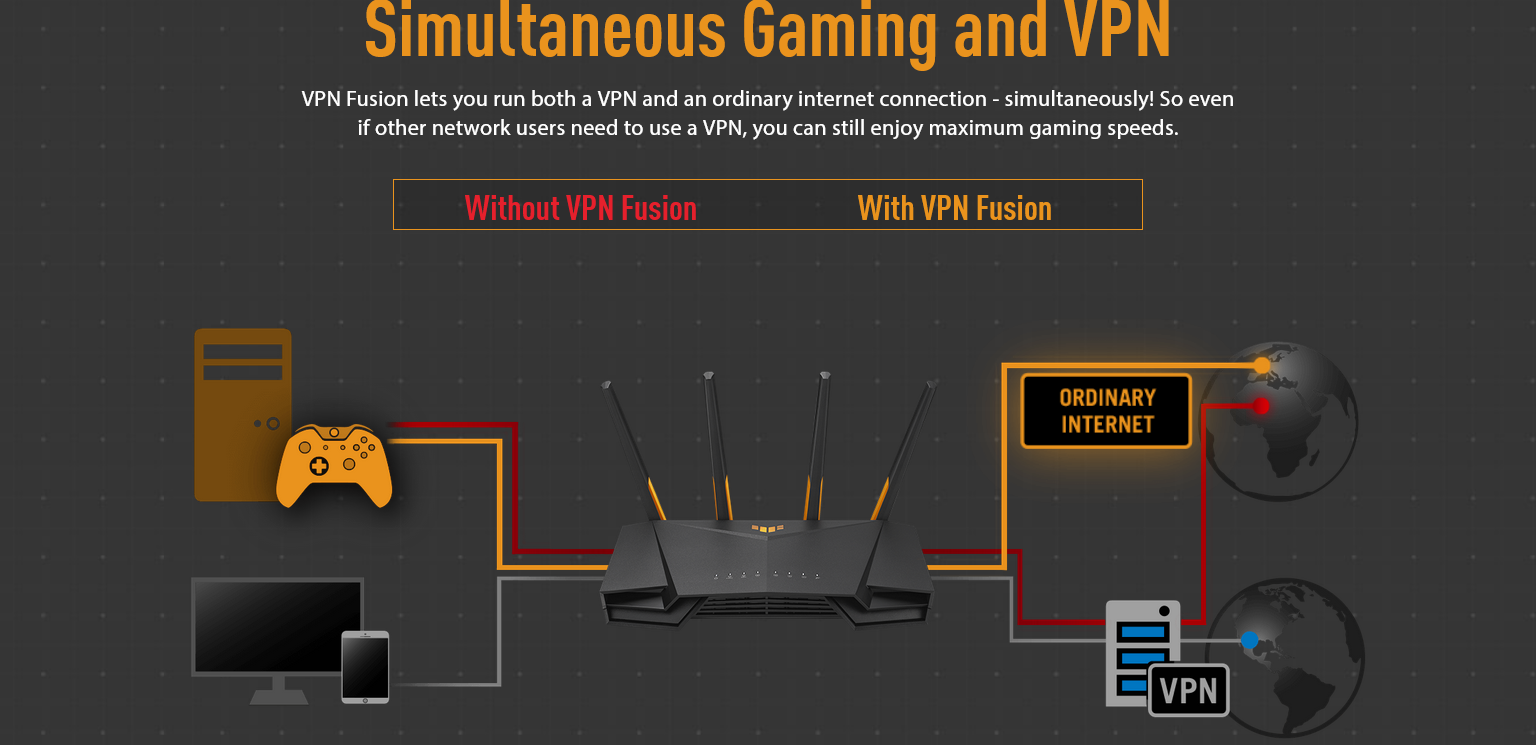 Simultaneous Gaming and VPN
VPN Fusion lets you run both a VPN and an ordinary internet connection - simultaneously! So even
if other network users need to use a VPN, you can still enjoy maximum gaming speeds.
Without VPN Fusion
With VPN Fusion
ORDINARY
INTERNET
VPN